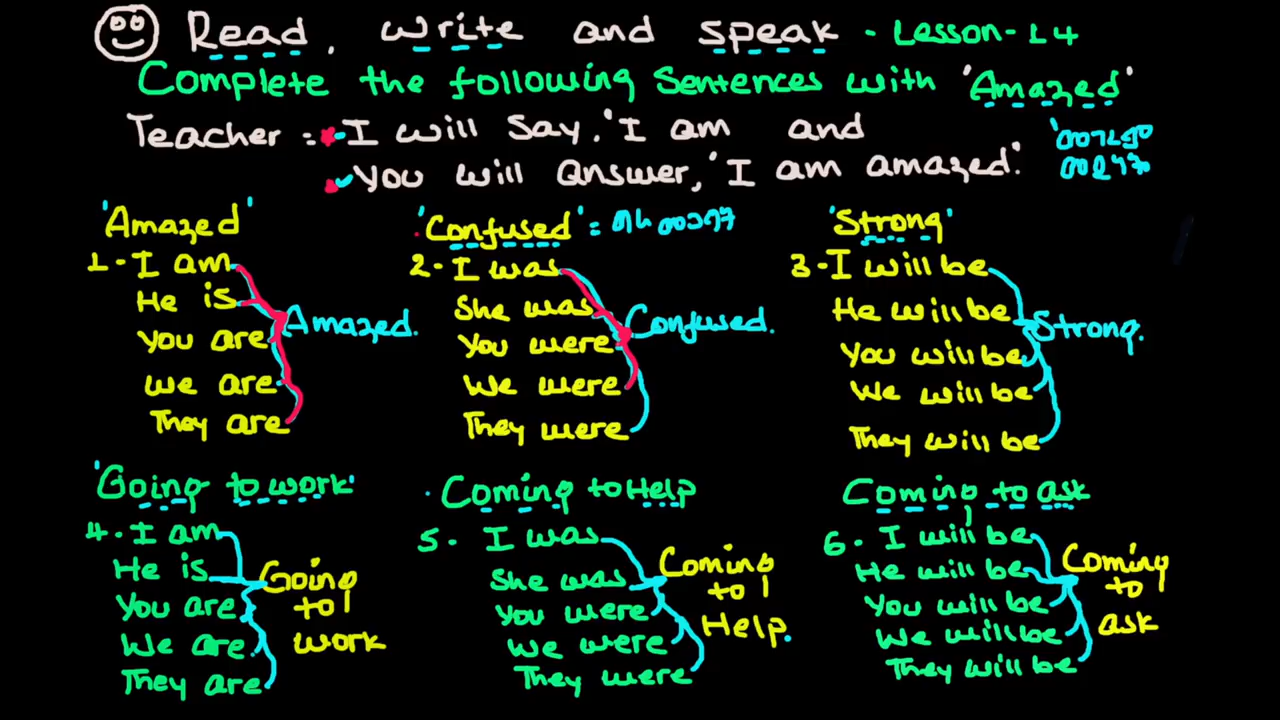 Read, write and speak - Lesson-14
Complete the following Sentences with 'Amazed'
Teacher = I will Say, 'I am and
You will answer, 'I am amazed.'
'Amazed'
1- I am
He is
You are
We are
They are
Amazed.
'Confused' =
2- I was
She was
You were
We were
They were
Confused.
'Strong'
3- I will be
He will be
You will be
We will be
They will be
Strong.
'Going to work'
4- I am
He is
You are
We are.
They are
Going
to
work
Coming to Help
5- I was
She was
You were
We were
They were
Coming
to
Help.
Coming to ask
6- I will be
He will be
You will be
We will be
They will be
Coming
to
ask